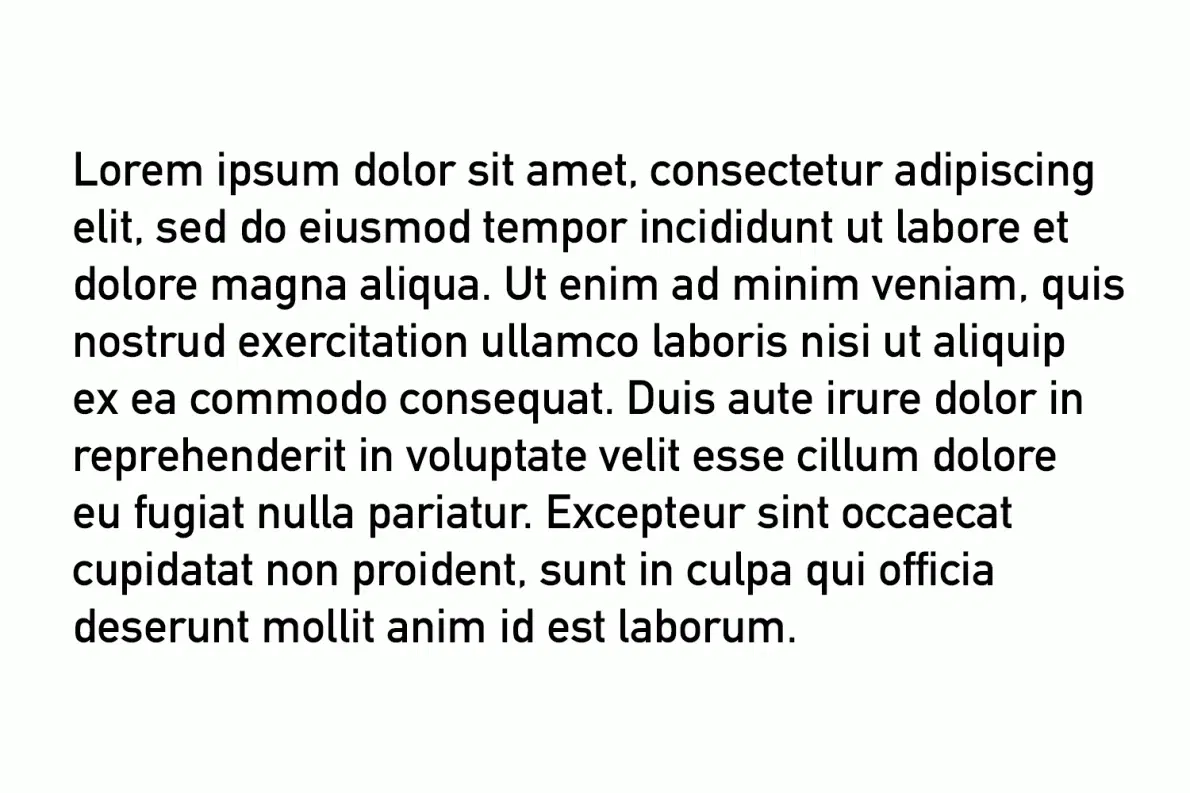 Lorem ipsum dolor sit amet, consectetur adipiscing
elit, sed do eiusmod tempor incididunt ut labore et
dolore magna aliqua. Ut enim ad minim veniam, quis
nostrud exercitation ullamco laboris nisi ut aliquip
ex ea commodo consequat. Duis aute irure dolor in
reprehenderit in voluptate velit esse cillum dolore
eu fugiat nulla pariatur. Excepteur sint occaecat
cupidatat non proident, sunt in culpa qui officia
deserunt mollit anim id est laborum.